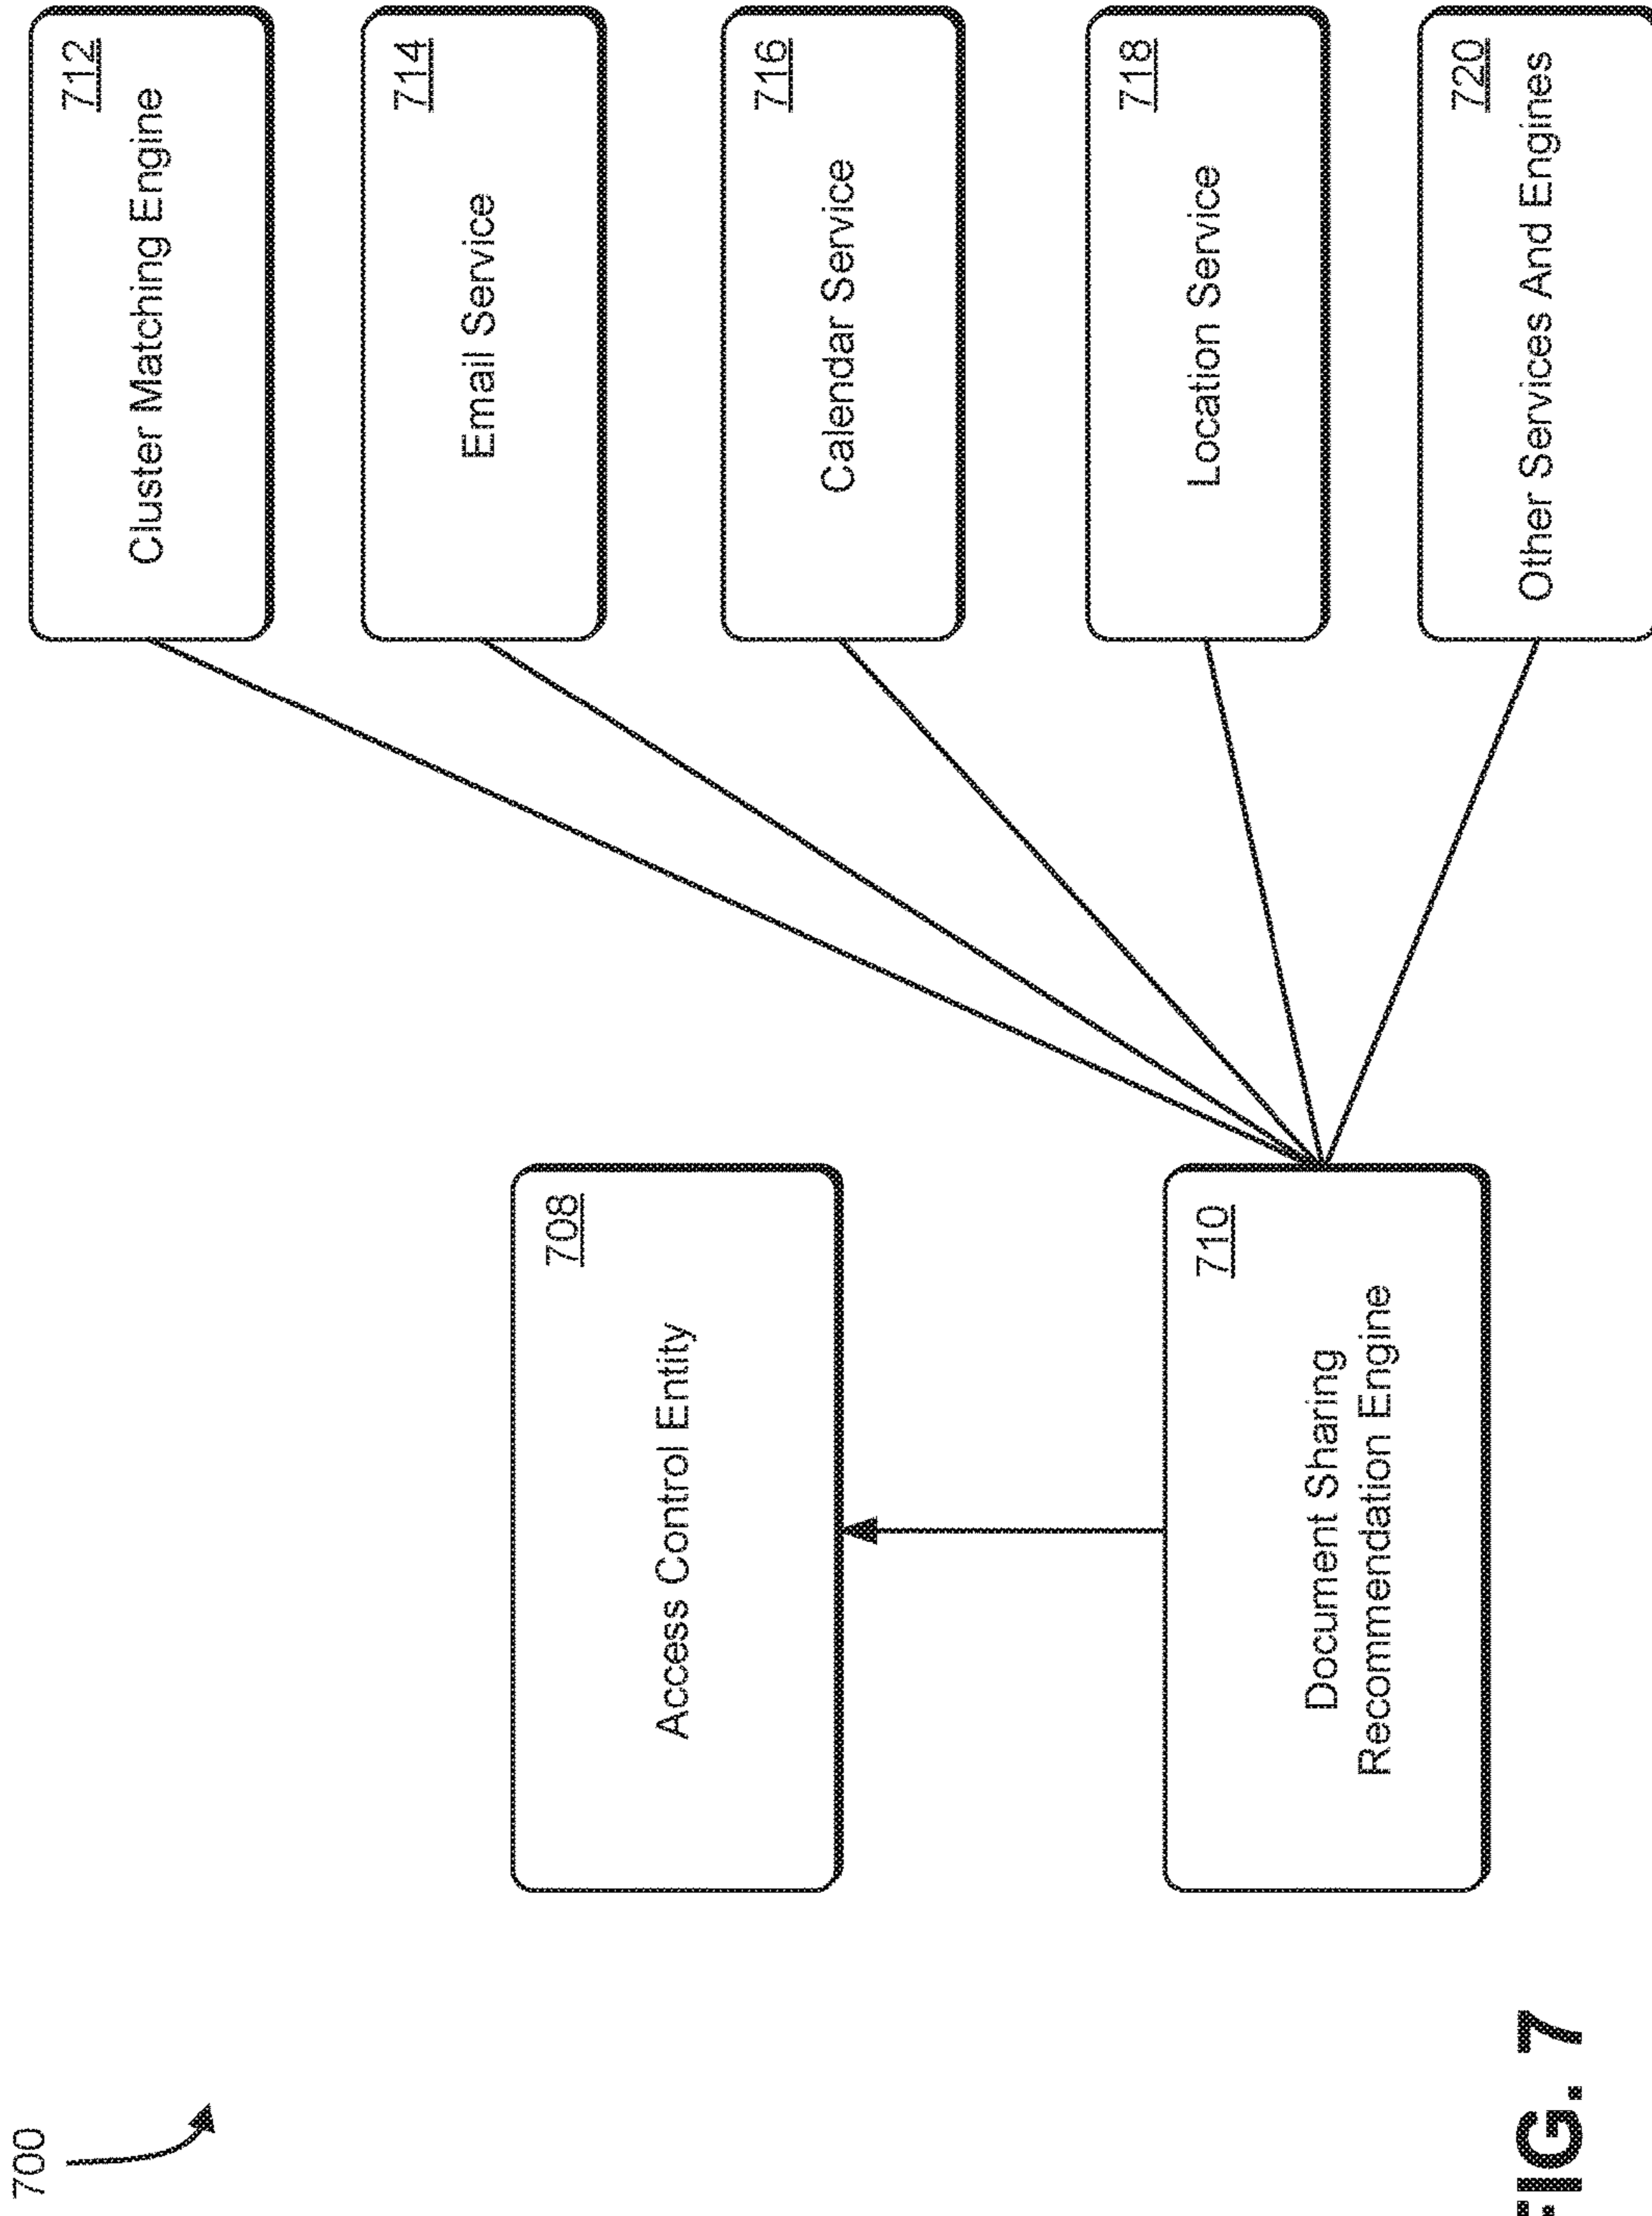 700
708
Access Control Entity
710
Document Sharing
Recommendation Engine
712
Cluster Matching Engine
714
Email Service
716
Calendar Service
718
Location Service
720
Other Services And Engines
FIG. 7